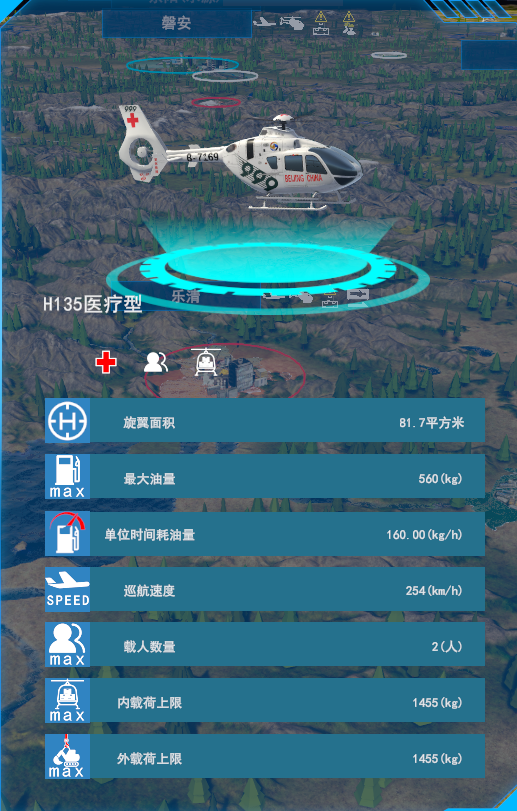 磐安
999
B-7169
999
BEIJING CHINA
乐清
H135医疗型
旋翼面积 81.7平方米
max 最大油量 560(kg)
单位时间耗油量 160.00(kg/h)
SPEED 巡航速度 254(km/h)
max 载人数量 2(人)
max 内载荷上限 1455(kg)
max 外载荷上限 1455(kg)